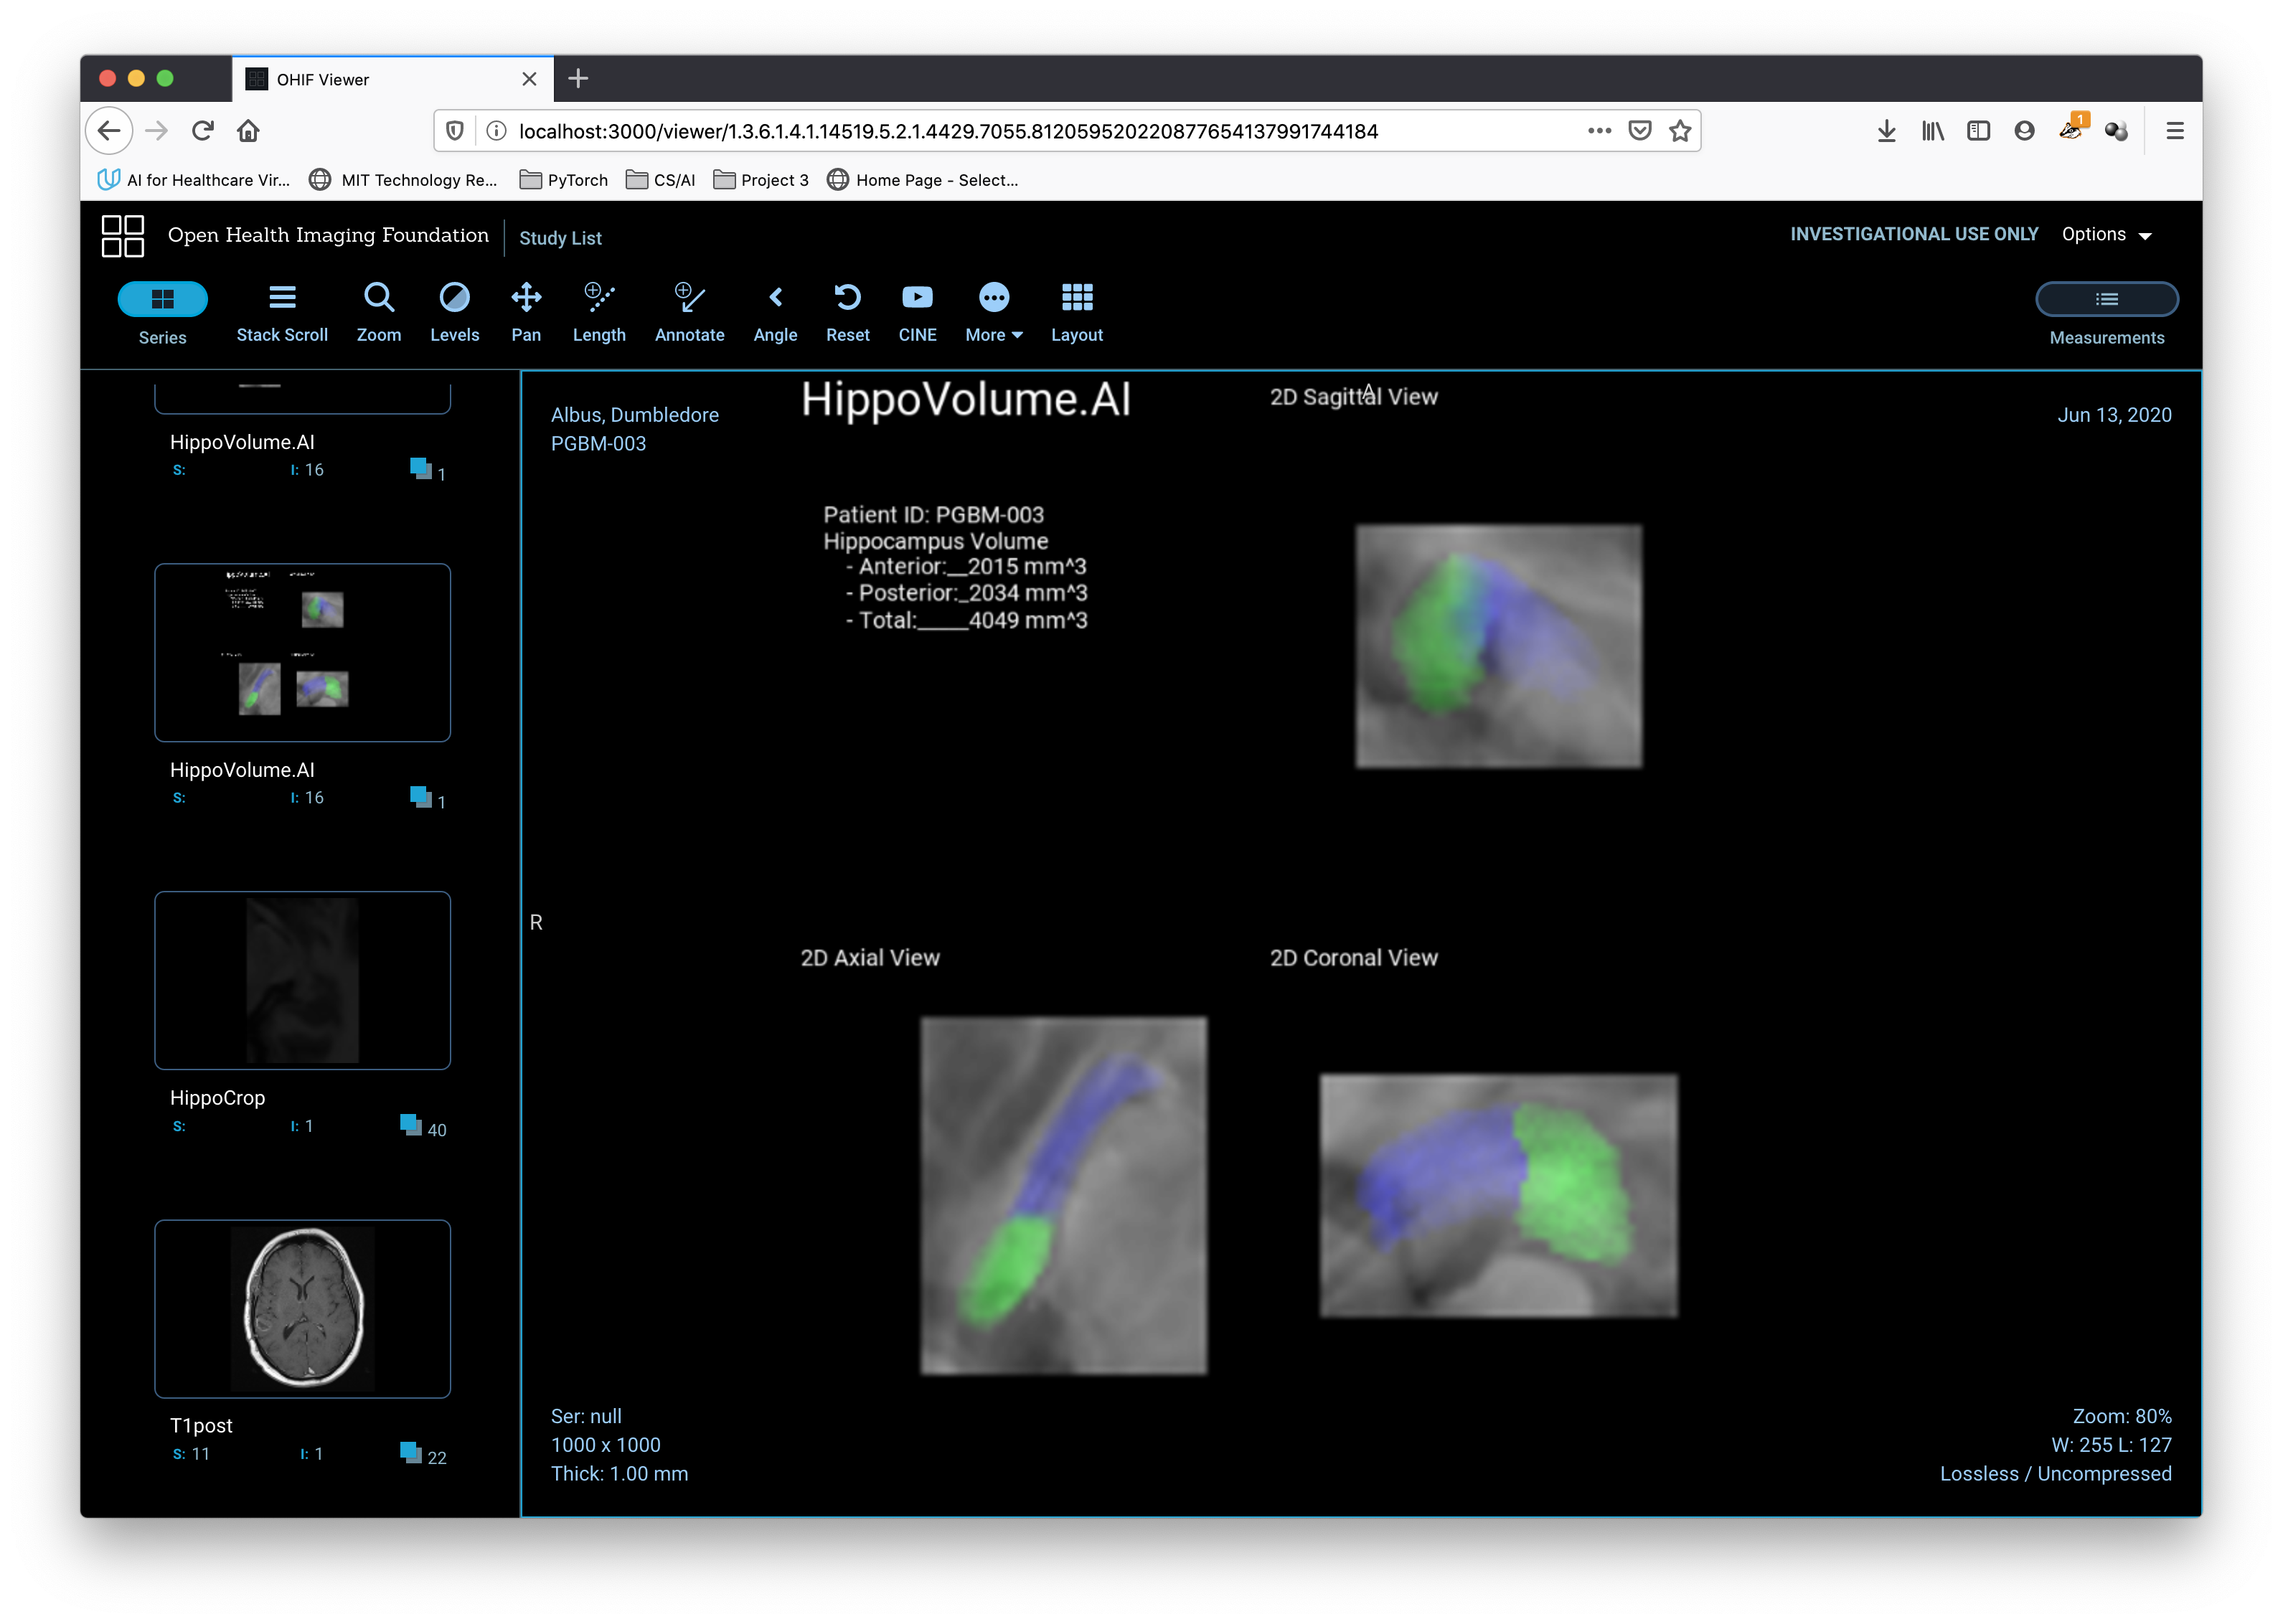 OHIF Viewer
localhost:3000/viewer/1.3.6.1.4.1.14519.5.2.1.4429.7055.812059520220877654137991744184
1
AI for Healthcare Vir...
MIT Technology Re...
PyTorch
CS/AI
Project 3
Home Page - Select...
Open Health Imaging Foundation
Study List
INVESTIGATIONAL USE ONLY
Options
Series
Stack Scroll
Zoom
Levels
Pan
Length
Annotate
Angle
Reset
CINE
More
Layout
Measurements
HippoVolume.AI
S: I: 16 1
HippoVolume.AI
S: I: 16 1
HippoCrop
S: I: 1 40
T1post
S: 11 I: 1 22
Albus, Dumbledore
PGBM-003
HippoVolume.AI
2D Sagittal View
A
Jun 13, 2020
Patient ID: PGBM-003
Hippocampus Volume
- Anterior:__2015 mm^3
- Posterior:_2034 mm^3
- Total:_____4049 mm^3
R
2D Axial View
2D Coronal View
Ser: null
1000 x 1000
Thick: 1.00 mm
Zoom: 80%
W: 255 L: 127
Lossless / Uncompressed